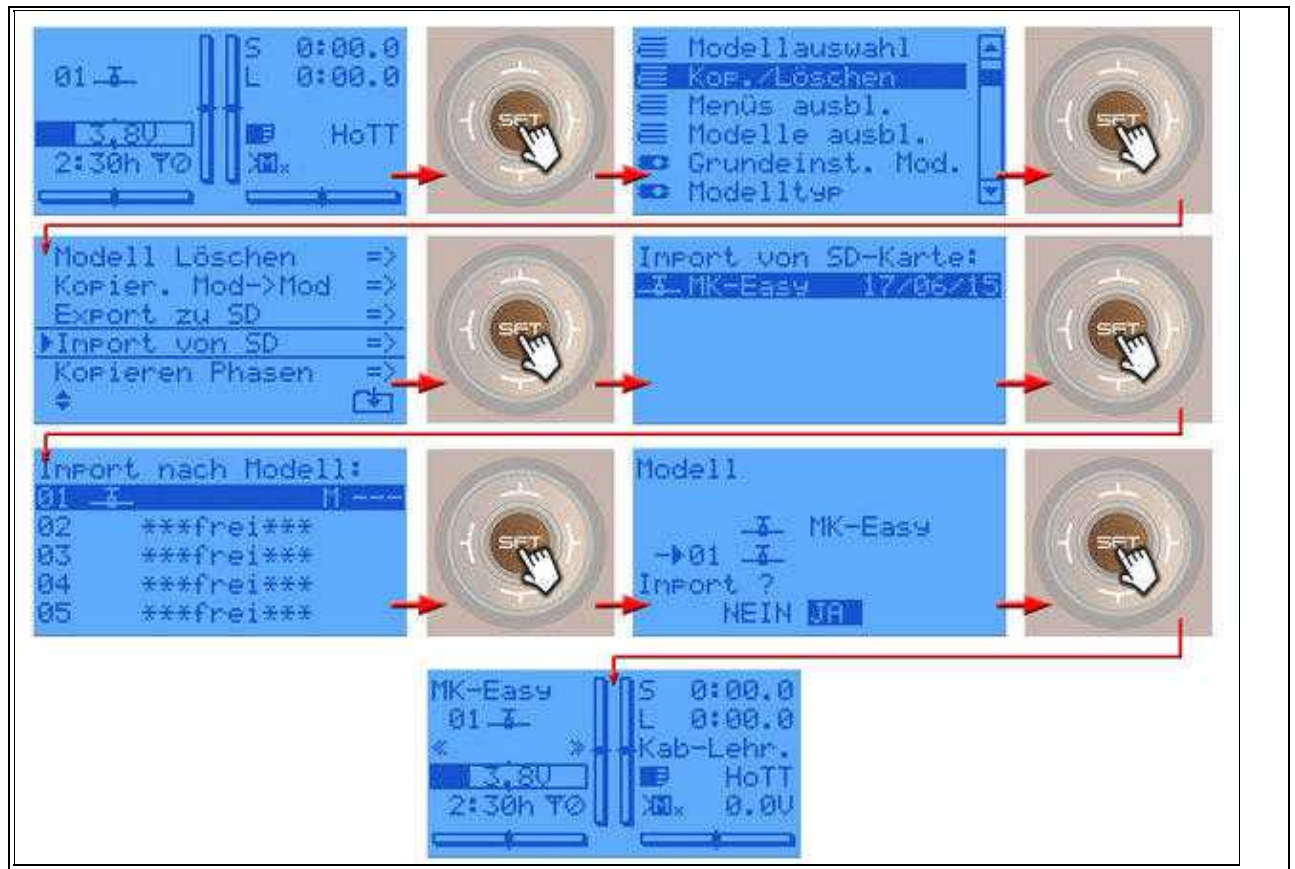 S 0:00.0
01 L 0:00.0
3,8V HoTT
2:30h M x
SET
Modellauswahl
Kop./Löschen
Menüs ausbl.
Modelle ausbl.
Grundeinst. Mod.
Modelltyp
SET
Modell Löschen =>
Kopier. Mod->Mod =>
Export zu SD =>
Import von SD =>
Kopieren Phasen =>
SET
Import von SD-Karte:
MK-Easy 17/06/15
SET
Import nach Modell:
01 M ---
02 ***frei***
03 ***frei***
04 ***frei***
05 ***frei***
SET
Modell
MK-Easy
01
Import ?
NEIN JA
SET
MK-Easy S 0:00.0
01 L 0:00.0
« » Kab-Lehr.
3,8V HoTT
2:30h M x 0.0V